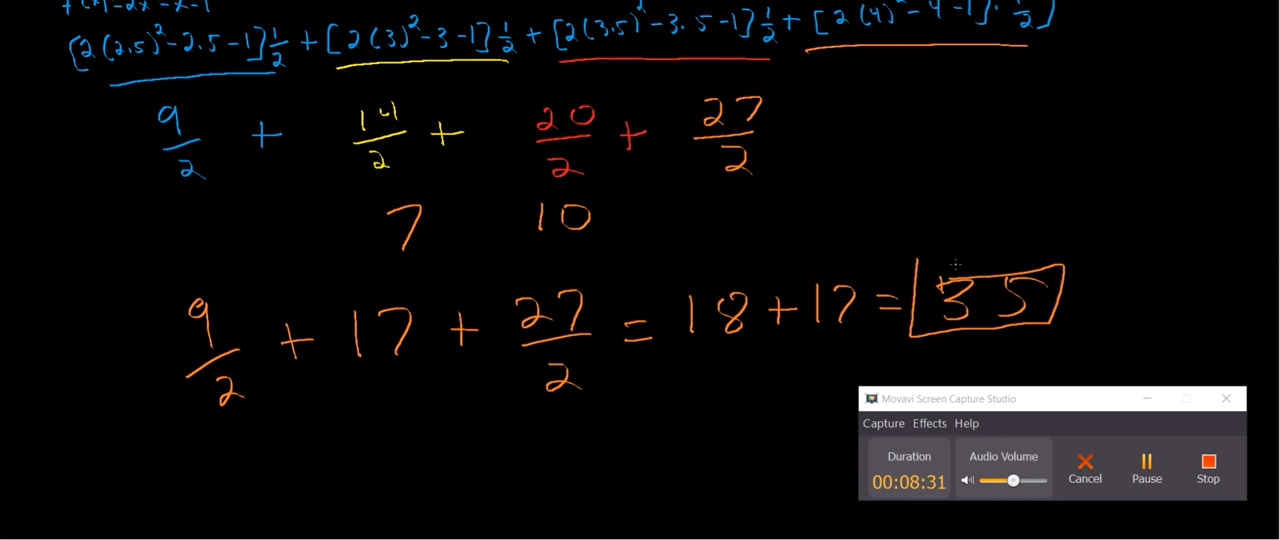 f(x)=2x²-x-1
[2(2.5)²-2.5-1]½ + [2(3)²-3-1]½ + [2(3.5)²-3.5-1]½ + [2(4)²-4-1]·½]
9/2 + 14/2 + 20/2 + 27/2
7 10
9/2 + 17 + 27/2 = 18+17 = 35
Movavi Screen Capture Studio
Capture Effects Help
Duration Audio Volume
00:08:31 Cancel Pause Stop